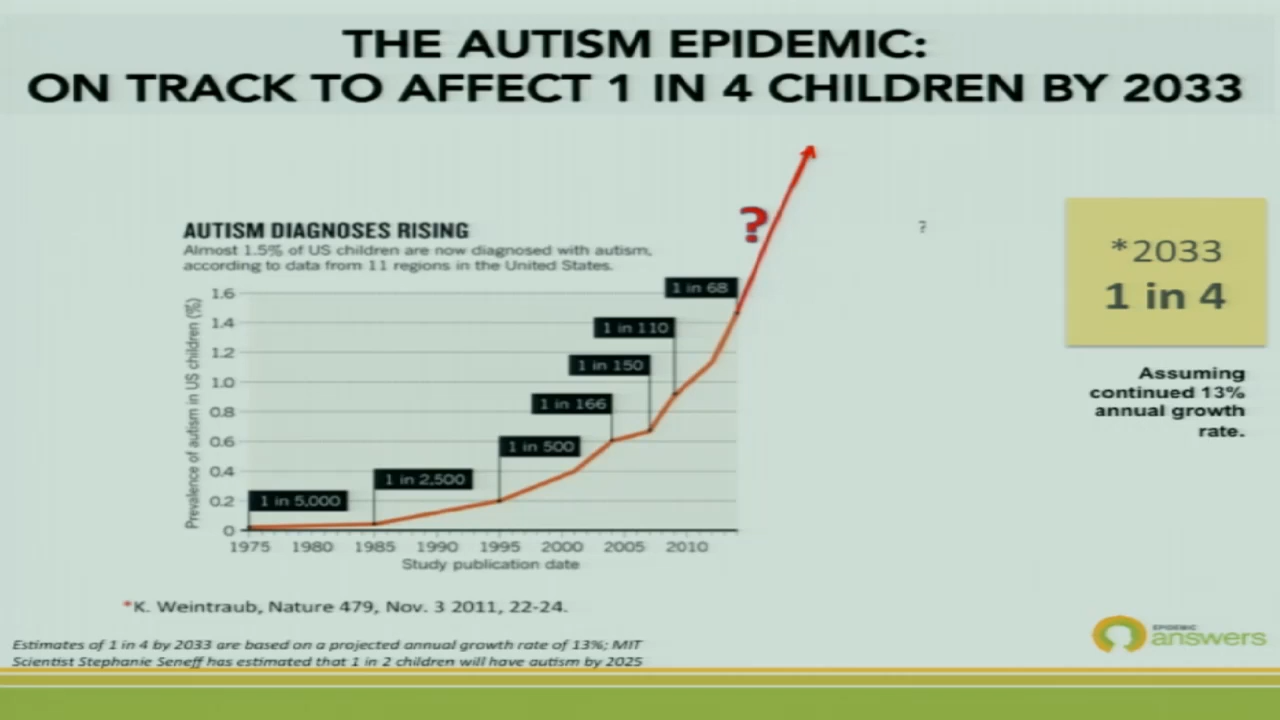 THE AUTISM EPIDEMIC:
ON TRACK TO AFFECT 1 IN 4 CHILDREN BY 2033
AUTISM DIAGNOSES RISING
Almost 1.5% of US children are now diagnosed with autism,
according to data from 11 regions in the United States.
?
?
*2033
1 in 4
Assuming
continued 13%
annual growth
rate.
Prevalence of autism in US children (%)
1.6
1.4
1.2
1.0
0.8
0.6
0.4
0.2
0
1 in 68
1 in 110
1 in 150
1 in 166
1 in 500
1 in 2,500
1 in 5,000
1975 1980 1985 1990 1995 2000 2005 2010
Study publication date
*K. Weintraub, Nature 479, Nov. 3 2011, 22-24.
Estimates of 1 in 4 by 2033 are based on a projected annual growth rate of 13%; MIT
Scientist Stephanie Seneff has estimated that 1 in 2 children will have autism by 2025
EPIDEMIC
answers